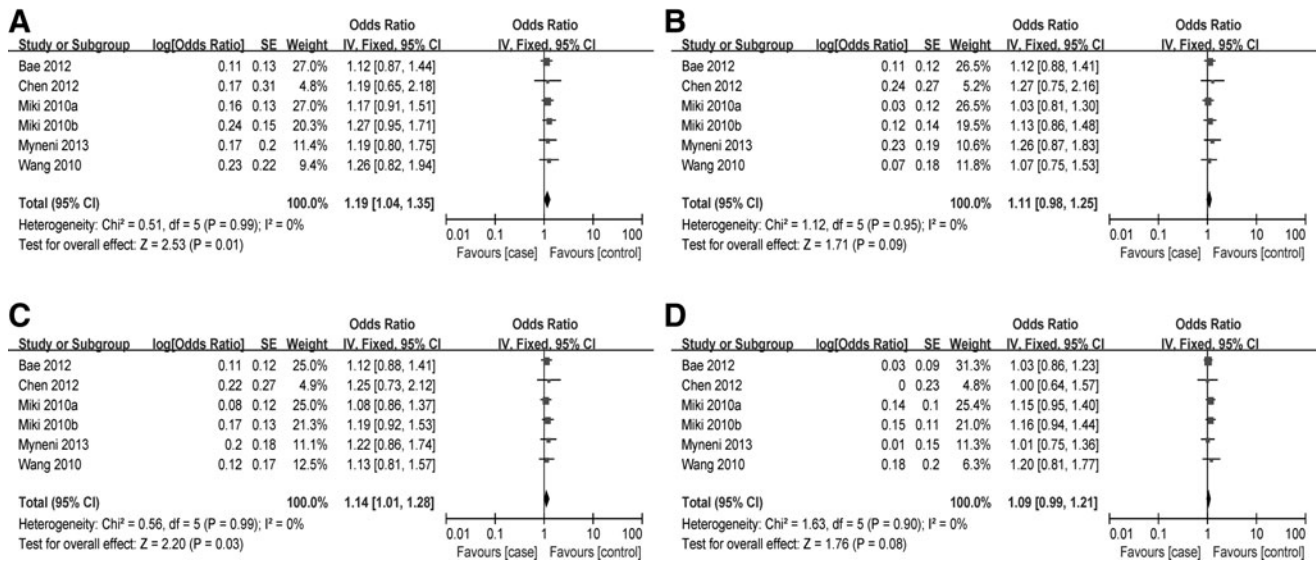 A
Odds Ratio Odds Ratio
Study or Subgroup log[Odds Ratio] SE Weight IV, Fixed, 95% CI IV, Fixed, 95% CI
Bae 2012 0.11 0.13 27.0% 1.12 [0.87, 1.44]
Chen 2012 0.17 0.31 4.8% 1.19 [0.65, 2.18]
Miki 2010a 0.16 0.13 27.0% 1.17 [0.91, 1.51]
Miki 2010b 0.24 0.15 20.3% 1.27 [0.95, 1.71]
Myneni 2013 0.17 0.2 11.4% 1.19 [0.80, 1.75]
Wang 2010 0.23 0.22 9.4% 1.26 [0.82, 1.94]
Total (95% CI) 100.0% 1.19 [1.04, 1.35]
Heterogeneity: Chi² = 0.51, df = 5 (P = 0.99); I² = 0%
Test for overall effect: Z = 2.53 (P = 0.01)
0.01 0.1 1 10 100
Favours [case] Favours [control]
B
Odds Ratio Odds Ratio
Study or Subgroup log[Odds Ratio] SE Weight IV, Fixed, 95% CI IV, Fixed, 95% CI
Bae 2012 0.11 0.12 26.5% 1.12 [0.88, 1.41]
Chen 2012 0.24 0.27 5.2% 1.27 [0.75, 2.16]
Miki 2010a 0.03 0.12 26.5% 1.03 [0.81, 1.30]
Miki 2010b 0.12 0.14 19.5% 1.13 [0.86, 1.48]
Myneni 2013 0.23 0.19 10.6% 1.26 [0.87, 1.83]
Wang 2010 0.07 0.18 11.8% 1.07 [0.75, 1.53]
Total (95% CI) 100.0% 1.11 [0.98, 1.25]
Heterogeneity: Chi² = 1.12, df = 5 (P = 0.95); I² = 0%
Test for overall effect: Z = 1.71 (P = 0.09)
0.01 0.1 1 10 100
Favours [case] Favours [control]
C
Odds Ratio Odds Ratio
Study or Subgroup log[Odds Ratio] SE Weight IV, Fixed, 95% CI IV, Fixed, 95% CI
Bae 2012 0.11 0.12 25.0% 1.12 [0.88, 1.41]
Chen 2012 0.22 0.27 4.9% 1.25 [0.73, 2.12]
Miki 2010a 0.08 0.12 25.0% 1.08 [0.86, 1.37]
Miki 2010b 0.17 0.13 21.3% 1.19 [0.92, 1.53]
Myneni 2013 0.2 0.18 11.1% 1.22 [0.86, 1.74]
Wang 2010 0.12 0.17 12.5% 1.13 [0.81, 1.57]
Total (95% CI) 100.0% 1.14 [1.01, 1.28]
Heterogeneity: Chi² = 0.56, df = 5 (P = 0.99); I² = 0%
Test for overall effect: Z = 2.20 (P = 0.03)
0.01 0.1 1 10 100
Favours [case] Favours [control]
D
Odds Ratio Odds Ratio
Study or Subgroup log[Odds Ratio] SE Weight IV, Fixed, 95% CI IV, Fixed, 95% CI
Bae 2012 0.03 0.09 31.3% 1.03 [0.86, 1.23]
Chen 2012 0 0.23 4.8% 1.00 [0.64, 1.57]
Miki 2010a 0.14 0.1 25.4% 1.15 [0.95, 1.40]
Miki 2010b 0.15 0.11 21.0% 1.16 [0.94, 1.44]
Myneni 2013 0.01 0.15 11.3% 1.01 [0.75, 1.36]
Wang 2010 0.18 0.2 6.3% 1.20 [0.81, 1.77]
Total (95% CI) 100.0% 1.09 [0.99, 1.21]
Heterogeneity: Chi² = 1.63, df = 5 (P = 0.90); I² = 0%
Test for overall effect: Z = 1.76 (P = 0.08)
0.01 0.1 1 10 100
Favours [case] Favours [control]